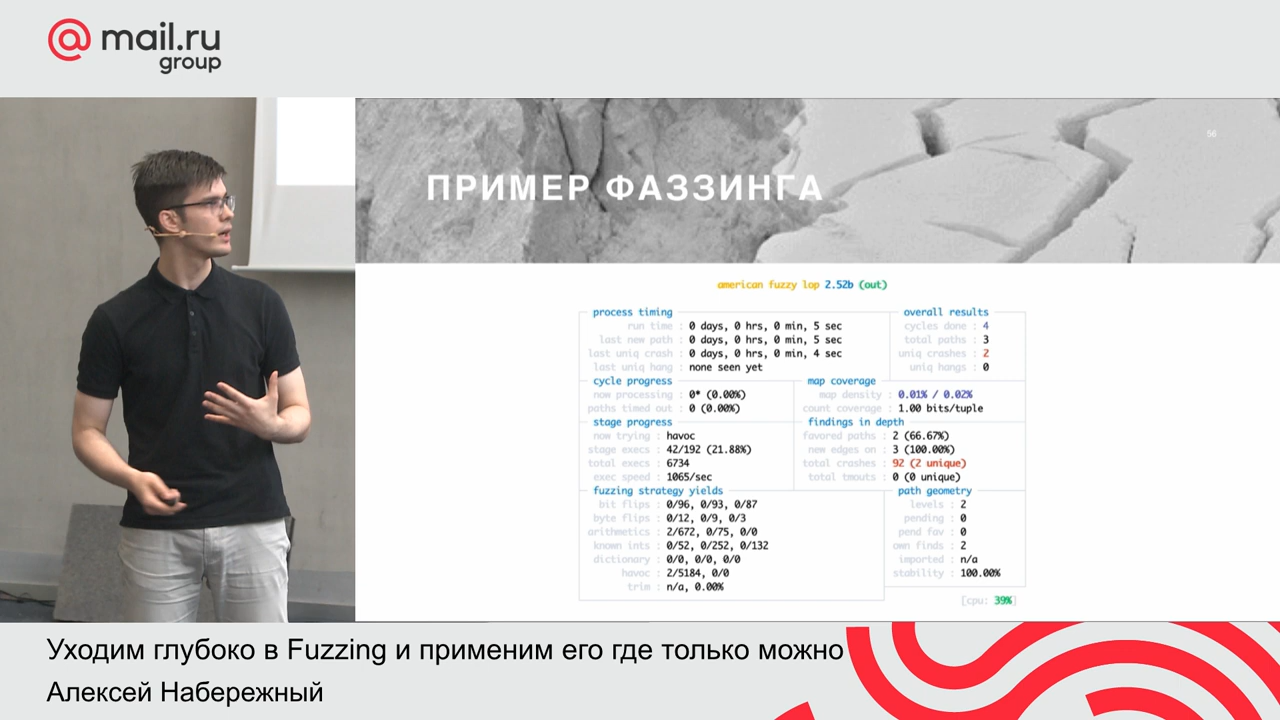 @mail.ru
group
56
ПРИМЕР ФАЗЗИНГА
american fuzzy lop 2.52b (out)
process timing overall results
run time : 0 days, 0 hrs, 0 min, 5 sec cycles done : 4
last new path : 0 days, 0 hrs, 0 min, 5 sec total paths : 3
last uniq crash : 0 days, 0 hrs, 0 min, 4 sec uniq crashes : 2
last uniq hang : none seen yet uniq hangs : 0
cycle progress map coverage
now processing : 0* (0.00%) map density : 0.01% / 0.02%
paths timed out : 0 (0.00%) count coverage : 1.00 bits/tuple
stage progress findings in depth
now trying : havoc favored paths : 2 (66.67%)
stage execs : 42/192 (21.88%) new edges on : 3 (100.00%)
total execs : 6734 total crashes : 92 (2 unique)
exec speed : 1065/sec total tmouts : 0 (0 unique)
fuzzing strategy yields path geometry
bit flips : 0/96, 0/93, 0/87 levels : 2
byte flips : 0/12, 0/9, 0/3 pending : 0
arithmetics : 2/672, 0/75, 0/0 pend fav : 0
known ints : 0/52, 0/252, 0/132 own finds : 2
dictionary : 0/0, 0/0, 0/0 imported : n/a
havoc : 2/5184, 0/0 stability : 100.00%
trim : n/a, 0.00%
[cpu: 39%]
Уходим глубоко в Fuzzing и применим его где только можно
Алексей Набережный